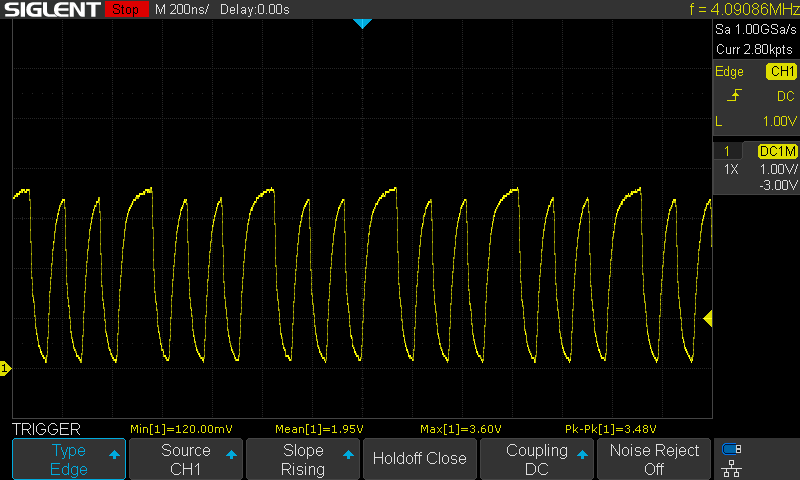 SIGLENT Stop M 200ns/ Delay:0.00s f = 4.09086MHz
Sa 1.00GSa/s
Curr 2.80kpts
Edge CH1
DC
L 1.00V
1 DC1M
1X 1.00V/
-3.00V
1
TRIGGER Min[1]=120.00mV Mean[1]=1.95V Max[1]=3.60V Pk-Pk[1]=3.48V
Type Source Slope Holdoff Close Coupling Noise Reject
Edge CH1 Rising DC Off